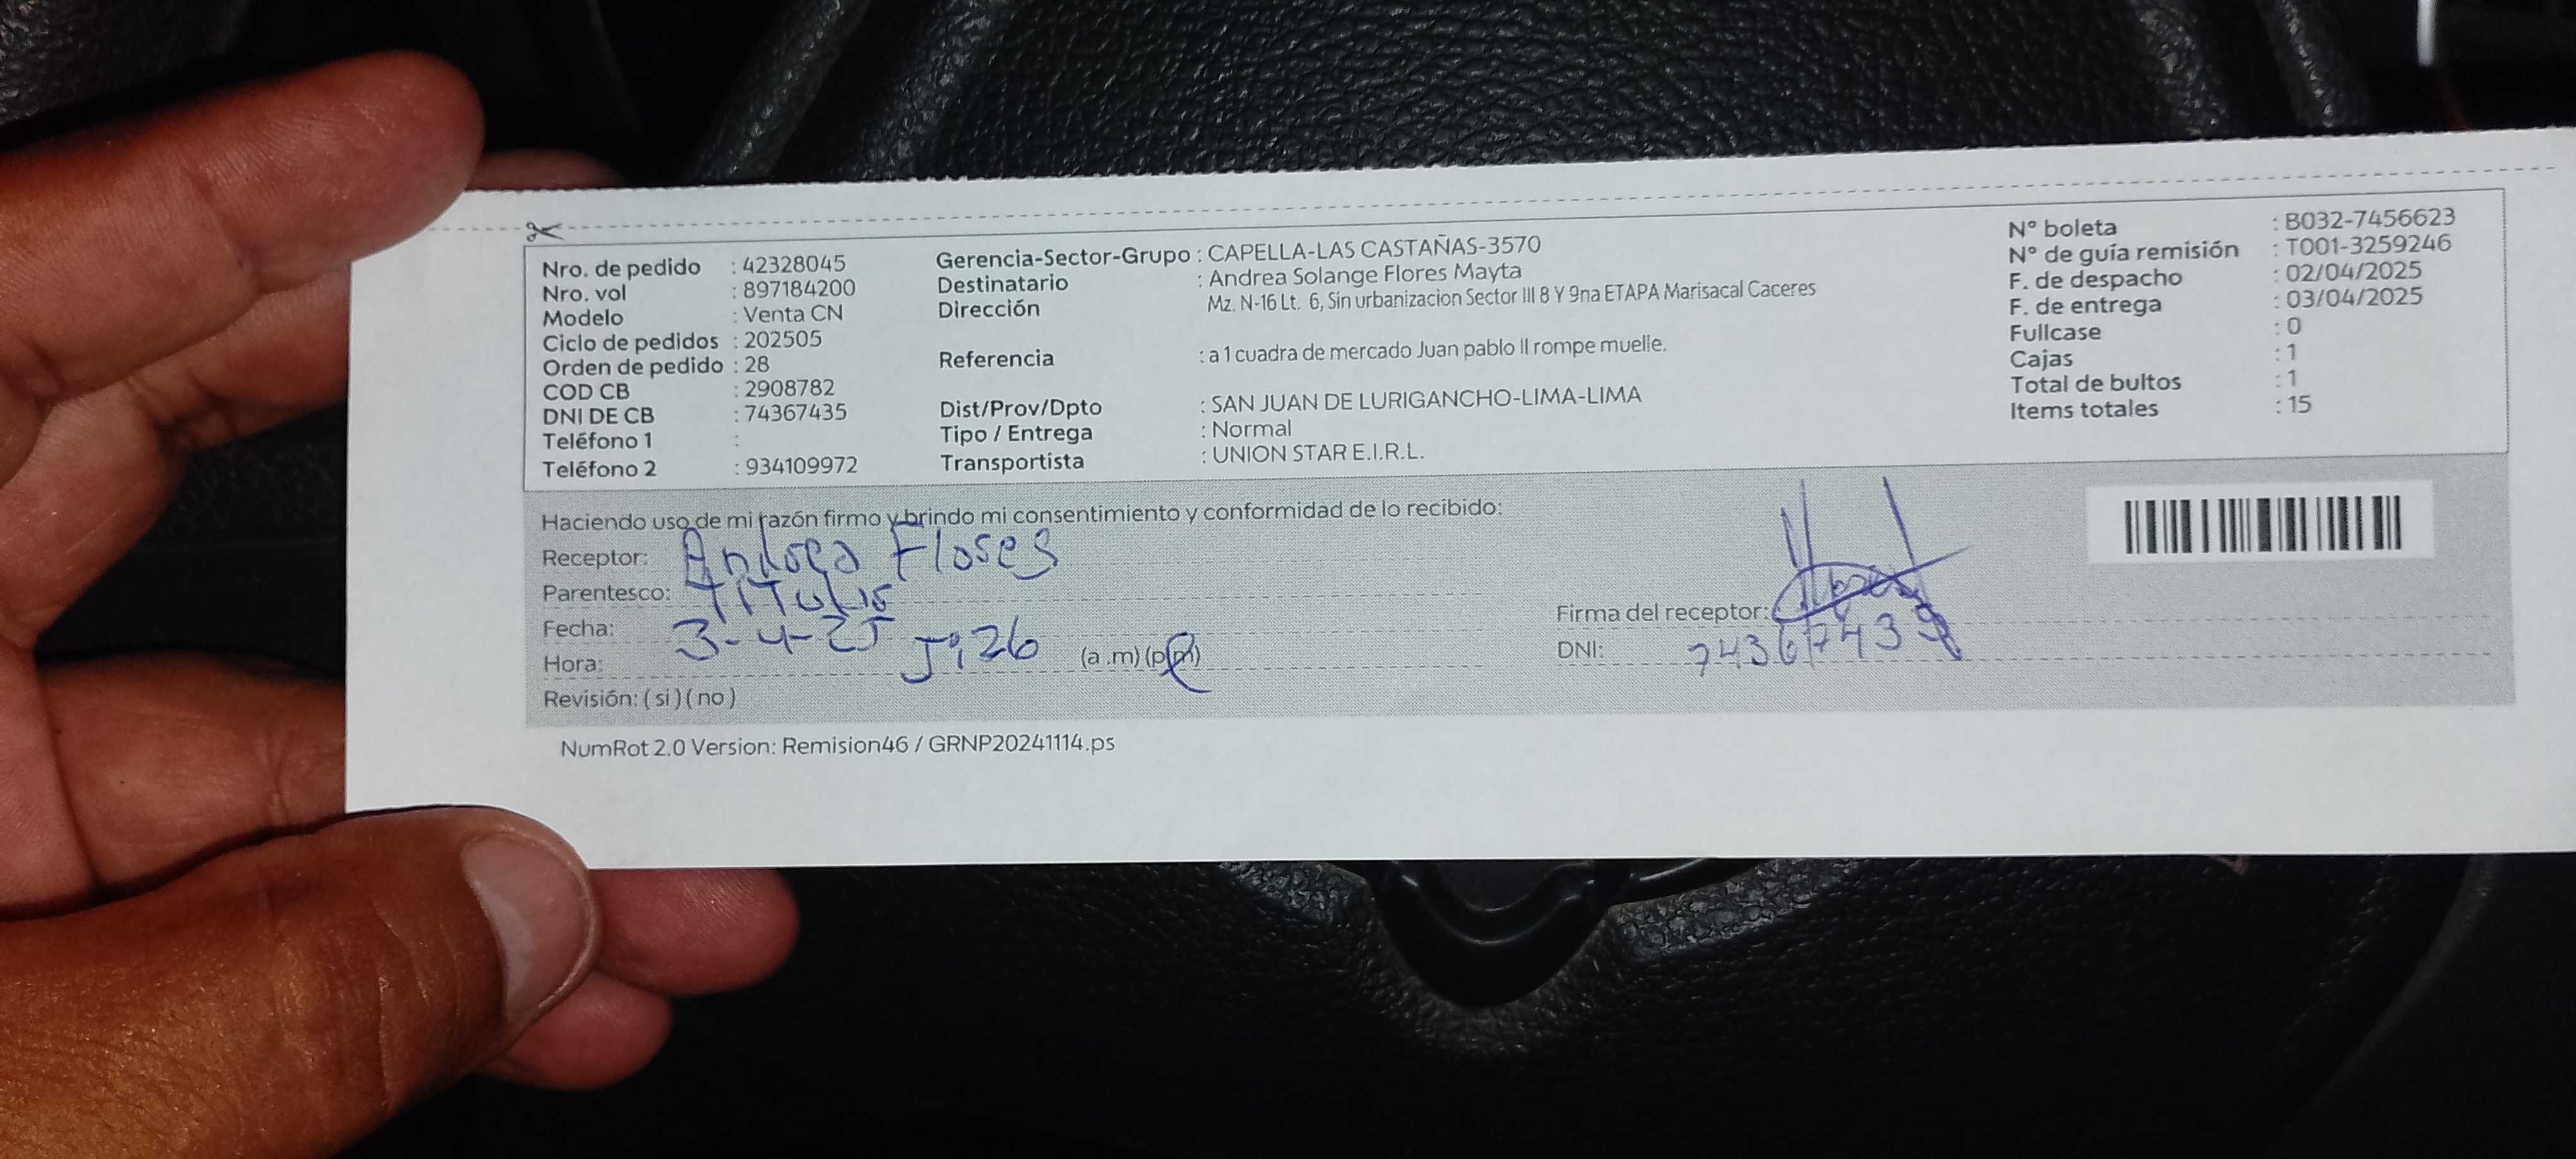 Nro. de pedido : 42328045
Nro. vol : 897184200
Modelo : Venta CN
Ciclo de pedidos : 202505
Orden de pedido : 28
COD CB : 2908782
DNI DE CB : 74367435
Teléfono 1 :
Teléfono 2 : 934109972
Gerencia-Sector-Grupo : CAPELLA-LAS CASTAÑAS-3570
Destinatario : Andrea Solange Flores Mayta
Dirección Mz. N-16 Lt. 6, Sin urbanizacion Sector III 8 Y 9na ETAPA Marisacal Caceres
Referencia : a 1 cuadra de mercado Juan pablo II rompe muelle.
Dist/Prov/Dpto : SAN JUAN DE LURIGANCHO-LIMA-LIMA
Tipo / Entrega : Normal
Transportista : UNION STAR E.I.R.L.
N° boleta : B032-7456623
N° de guía remisión : T001-3259246
F. de despacho : 02/04/2025
F. de entrega : 03/04/2025
Fullcase : 0
Cajas : 1
Total de bultos : 1
Items totales : 15
Haciendo uso de mi razón firmo y brindo mi consentimiento y conformidad de lo recibido:
Receptor: Andrea Flores
Parentesco:
Fecha: 3-4-25
Hora: 5:26 (a.m) (p.m)
Revisión: ( si ) ( no )
Firma del receptor:
DNI:
NumRot 2.0 Version: Remision46 / GRNP20241114.ps